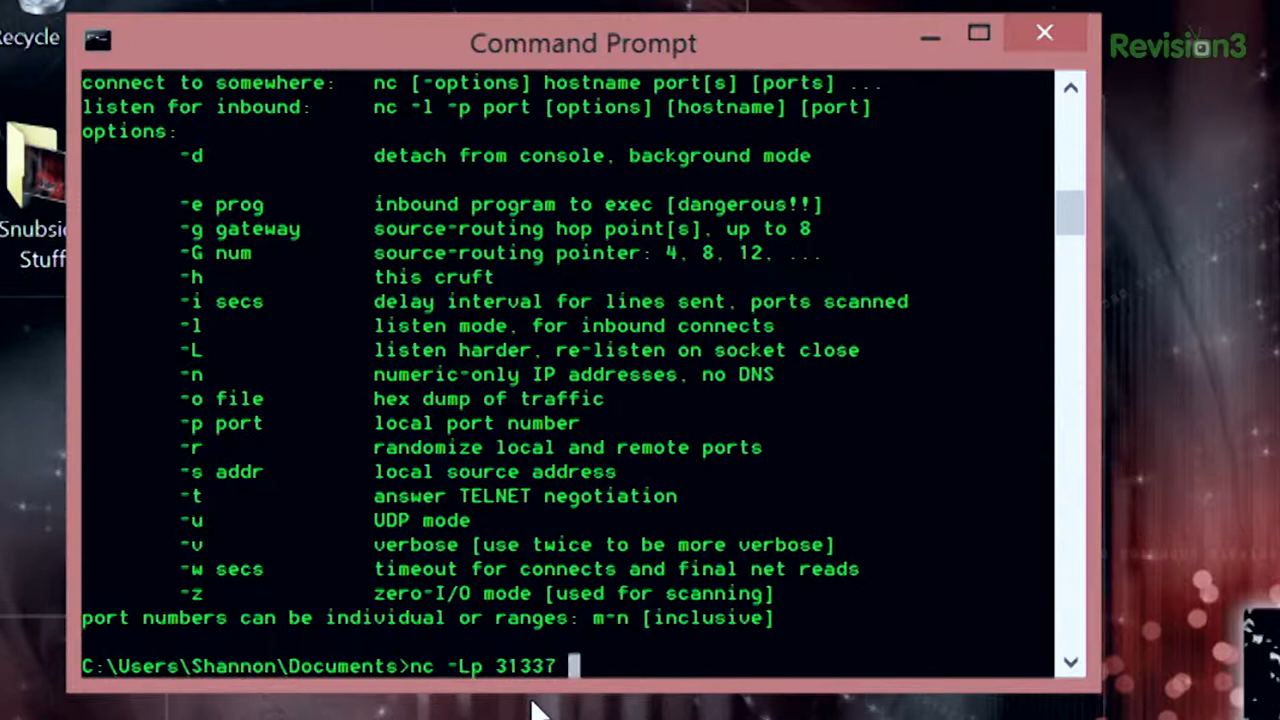 Recycle
Command Prompt
Revision3
connect to somewhere: nc [-options] hostname port[s] [ports] ...
listen for inbound: nc -l -p port [options] [hostname] [port]
options:
-d detach from console, background mode
-e prog inbound program to exec [dangerous!!]
-g gateway source-routing hop point[s], up to 8
-G num source-routing pointer: 4, 8, 12, ...
-h this cruft
-i secs delay interval for lines sent, ports scanned
-l listen mode, for inbound connects
-L listen harder, re-listen on socket close
-n numeric-only IP addresses, no DNS
-o file hex dump of traffic
-p port local port number
-r randomize local and remote ports
-s addr local source address
-t answer TELNET negotiation
-u UDP mode
-v verbose [use twice to be more verbose]
-w secs timeout for connects and final net reads
-z zero-I/O mode [used for scanning]
port numbers can be individual or ranges: m-n [inclusive]
C:\Users\Shannon\Documents>nc -Lp 31337
Snubsi
Stuff